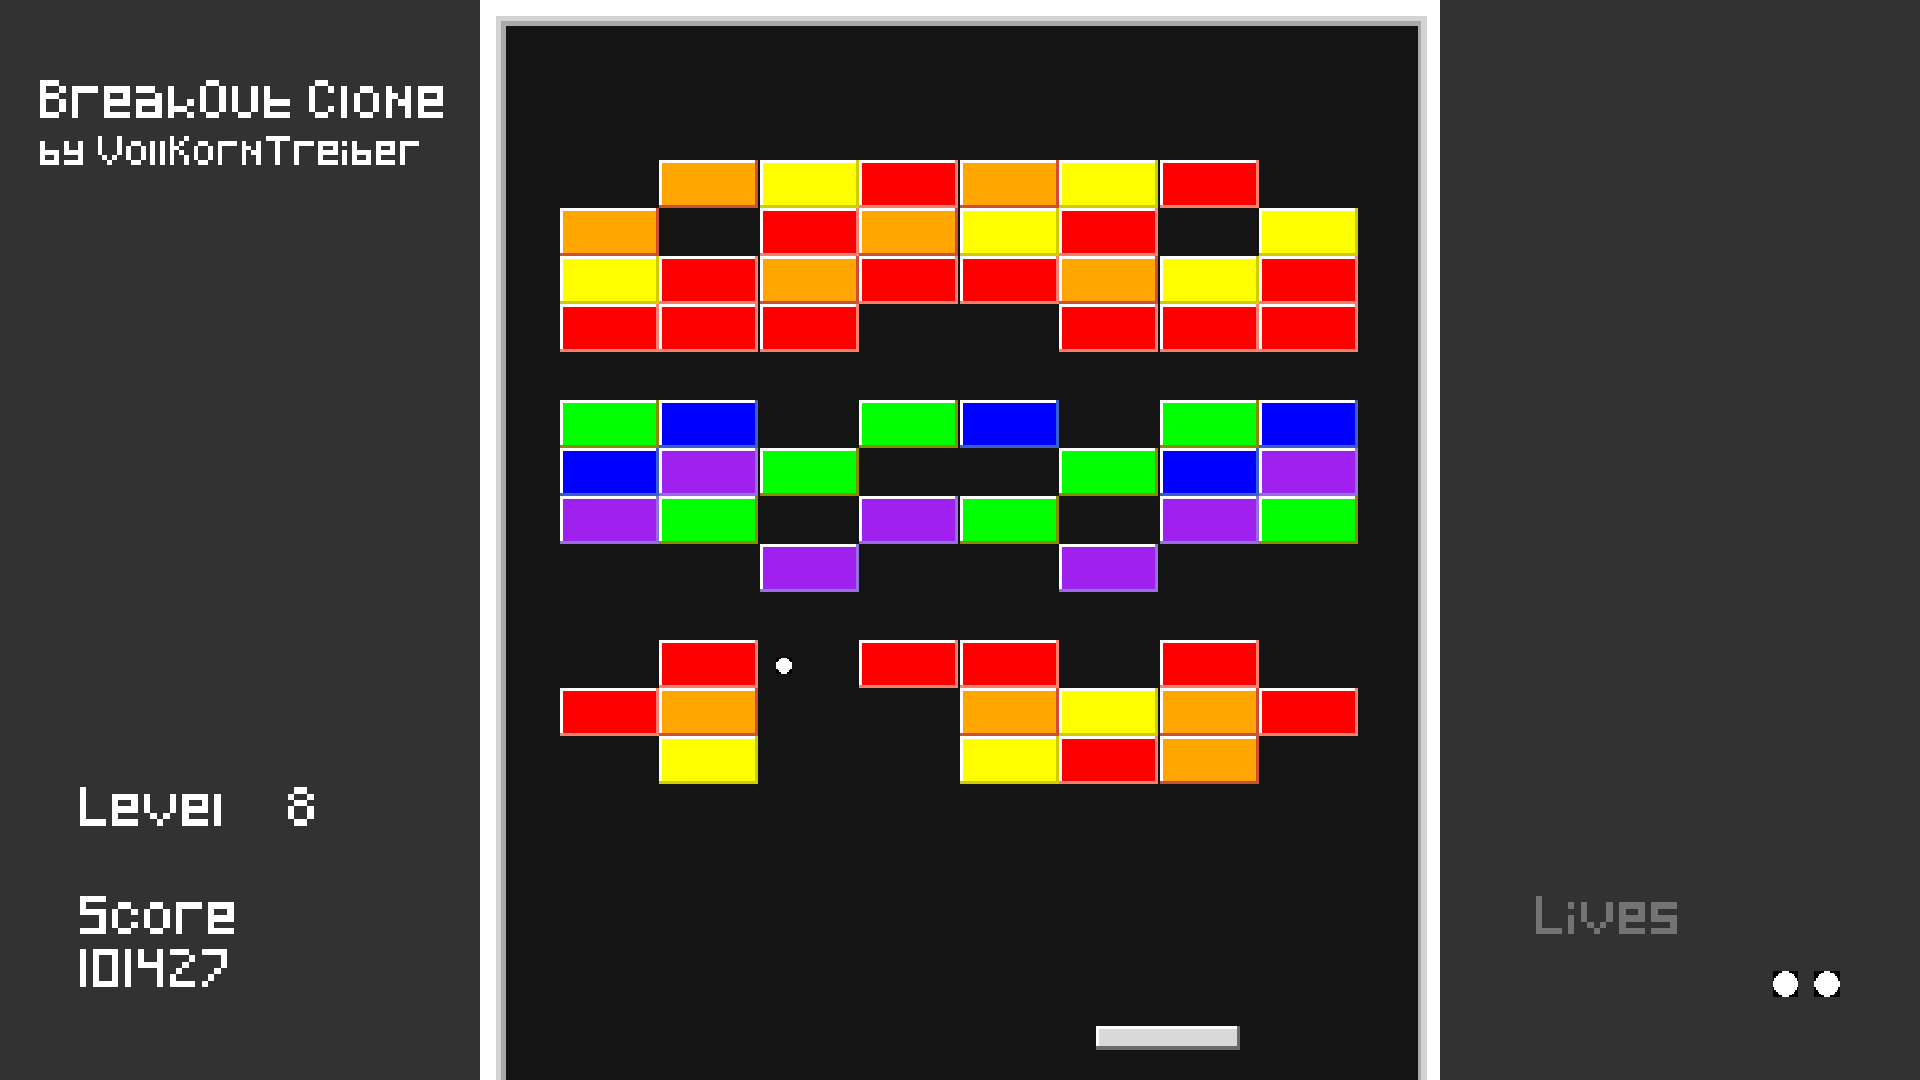 BreakOut Clone
by VollKornTreiber
Level 8
Score
101427
Lives